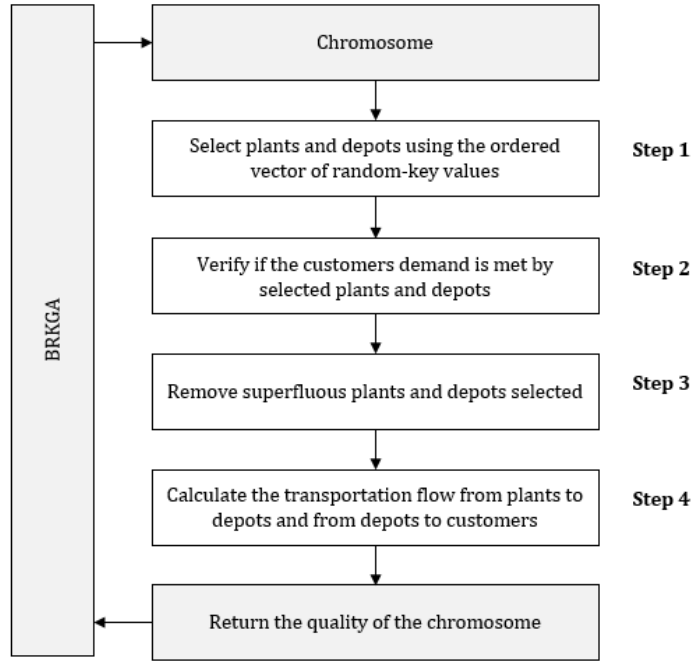 Chromosome
Select plants and depots using the ordered
vector of random-key values
Step 1
Verify if the customers demand is met by
selected plants and depots
Step 2
BRKGA
Remove superfluous plants and depots selected
Step 3
Calculate the transportation flow from plants to
depots and from depots to customers
Step 4
Return the quality of the chromosome